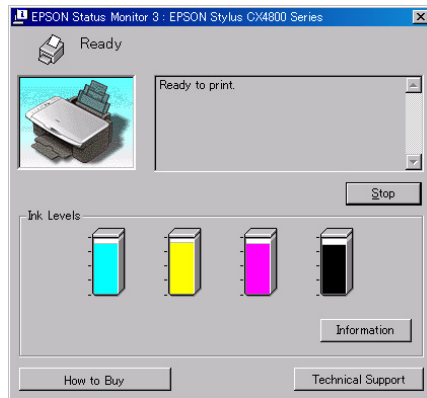 EPSON Status Monitor 3 : EPSON Stylus CX4800 Series
Ready
Ready to print.
Stop
Ink Levels
Information
How to Buy
Technical Support